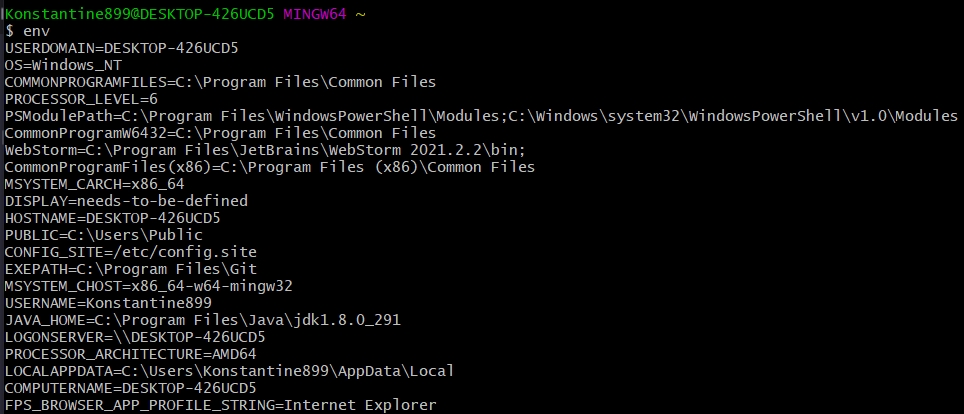 Konstantine899@DESKTOP-426UCD5 MINGW64 ~
$ env
USERDOMAIN=DESKTOP-426UCD5
OS=Windows_NT
COMMONPROGRAMFILES=C:\Program Files\Common Files
PROCESSOR_LEVEL=6
PSModulePath=C:\Program Files\WindowsPowerShell\Modules;C:\Windows\system32\WindowsPowerShell\v1.0\Modules
CommonProgramW6432=C:\Program Files\Common Files
WebStorm=C:\Program Files\JetBrains\WebStorm 2021.2.2\bin;
CommonProgramFiles(x86)=C:\Program Files (x86)\Common Files
MSYSTEM_CARCH=x86_64
DISPLAY=needs-to-be-defined
HOSTNAME=DESKTOP-426UCD5
PUBLIC=C:\Users\Public
CONFIG_SITE=/etc/config.site
EXEPATH=C:\Program Files\Git
MSYSTEM_CHOST=x86_64-w64-mingw32
USERNAME=Konstantine899
JAVA_HOME=C:\Program Files\Java\jdk1.8.0_291
LOGONSERVER=\\DESKTOP-426UCD5
PROCESSOR_ARCHITECTURE=AMD64
LOCALAPPDATA=C:\Users\Konstantine899\AppData\Local
COMPUTERNAME=DESKTOP-426UCD5
FPS_BROWSER_APP_PROFILE_STRING=Internet Explorer